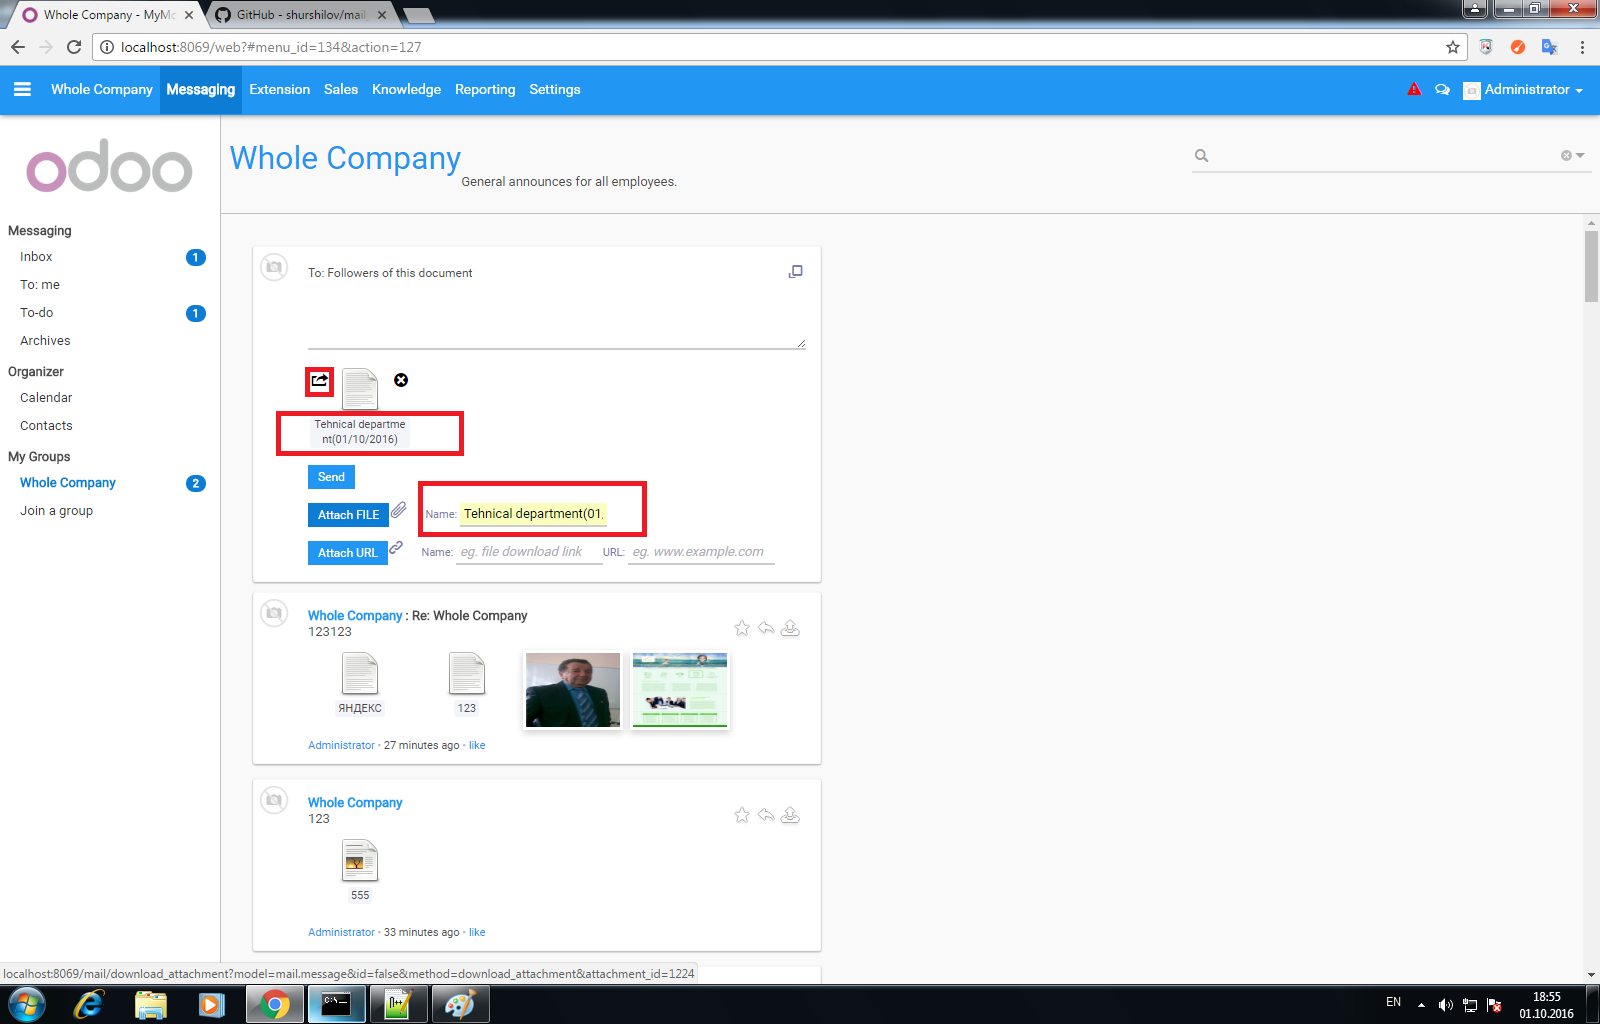 Whole Company - MyMo
GitHub - shurshilov/mail
localhost:8069/web?#menu_id=134&action=127
Whole Company Messaging Extension Sales Knowledge Reporting Settings Administrator
odoo
Whole Company
General announces for all employees.
Messaging
Inbox 1
To: me
To-do 1
Archives
Organizer
Calendar
Contacts
My Groups
Whole Company 2
Join a group
To: Followers of this document
Tehnical departme
nt(01/10/2016)
Send
Attach FILE Name: Tehnical department(01.
Attach URL Name: eg. file download link URL: eg. www.example.com
Whole Company : Re: Whole Company
123123
ЯНДЕКС 123
Administrator · 27 minutes ago · like
Whole Company
123
555
Administrator · 33 minutes ago · like
localhost:8069/mail/download_attachment?model=mail.message&id=false&method=download_attachment&attachment_id=1224
C:\.
EN 18:55
01.10.2016